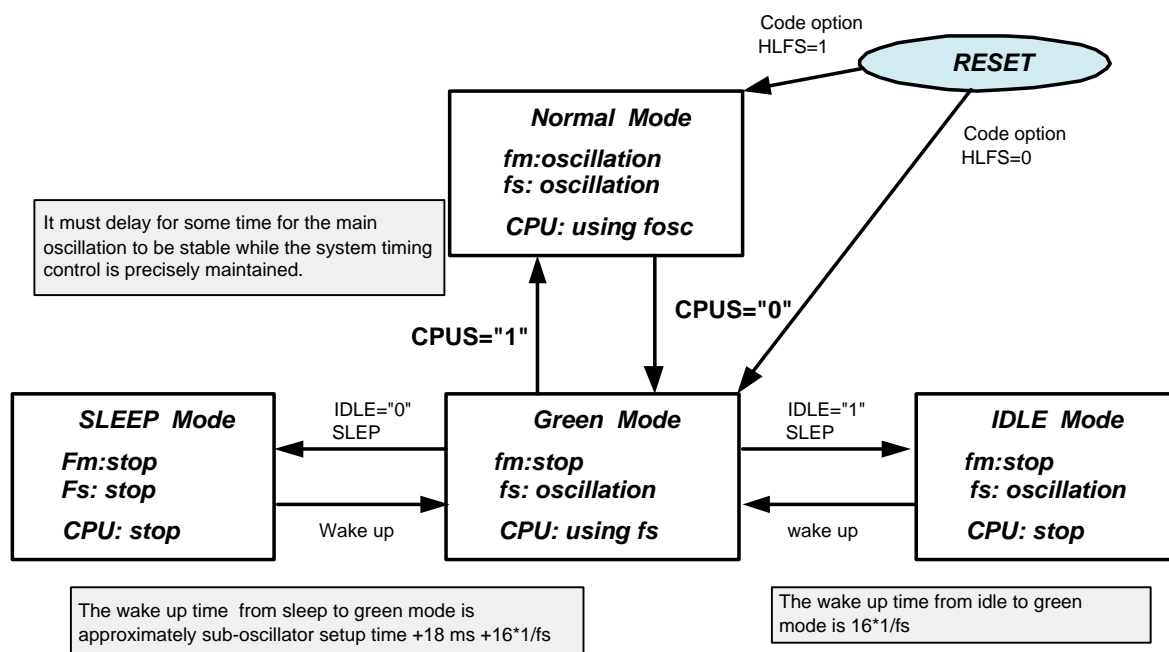 Code option
HLFS=1
RESET
Normal Mode
fm:oscillation
fs: oscillation
CPU: using fosc
Code option
HLFS=0
It must delay for some time for the main
oscillation to be stable while the system timing
control is precisely maintained.
CPUS="1"
CPUS="0"
SLEEP Mode
Fm:stop
Fs: stop
CPU: stop
IDLE="0"
SLEP
Wake up
Green Mode
fm:stop
fs: oscillation
CPU: using fs
IDLE="1"
SLEP
wake up
IDLE Mode
fm:stop
fs: oscillation
CPU: stop
The wake up time from sleep to green mode is
approximately sub-oscillator setup time +18 ms +16*1/fs
The wake up time from idle to green
mode is 16*1/fs